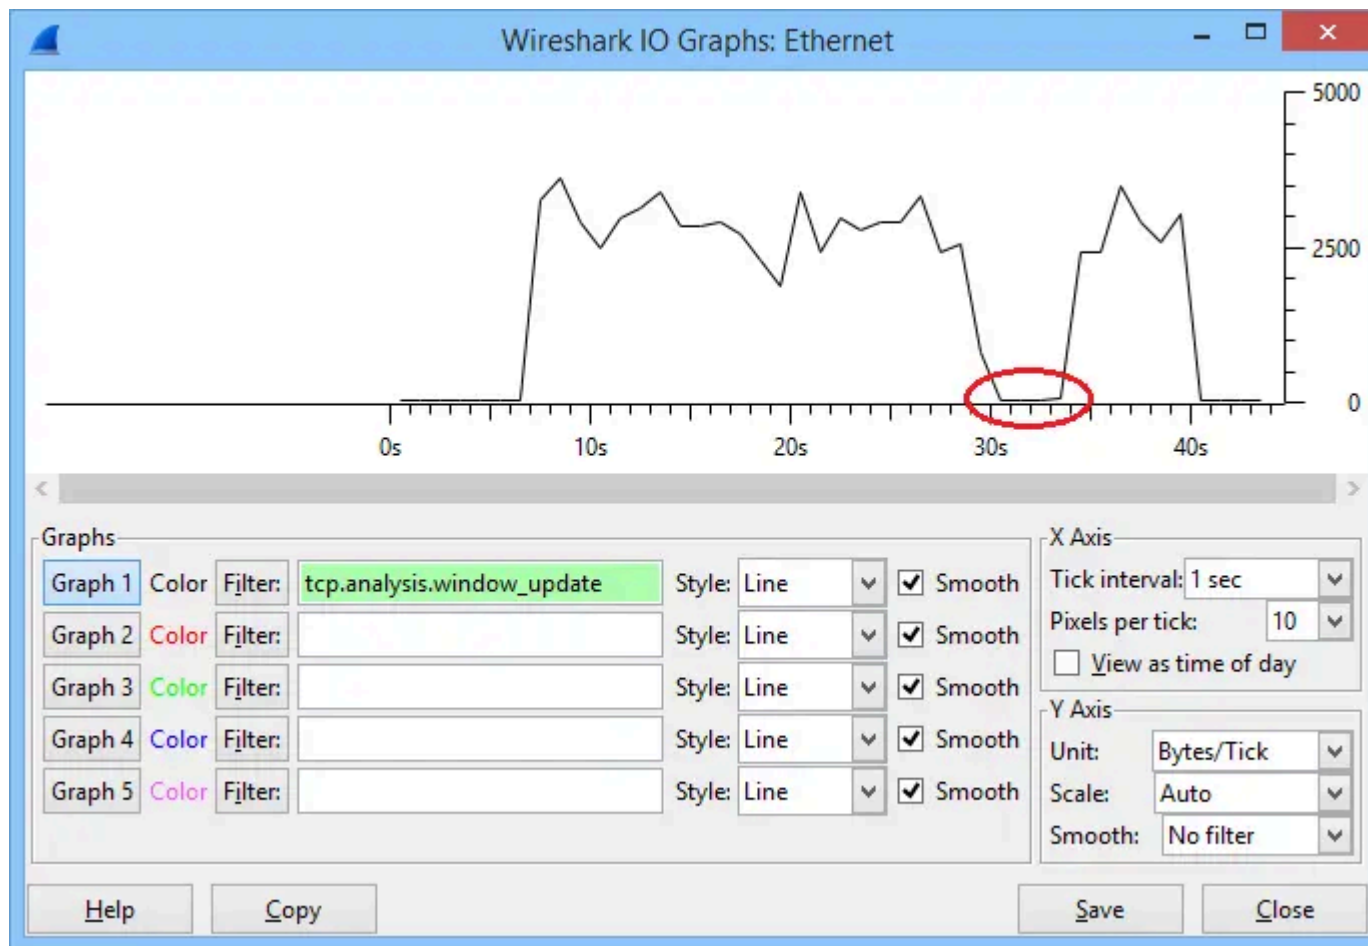 Wireshark IO Graphs: Ethernet
5000
2500
0
0s 10s 20s 30s 40s
Graphs
Graph 1 Color Filter: tcp.analysis.window_update Style: Line Smooth
Graph 2 Color Filter: Style: Line Smooth
Graph 3 Color Filter: Style: Line Smooth
Graph 4 Color Filter: Style: Line Smooth
Graph 5 Color Filter: Style: Line Smooth
X Axis
Tick interval: 1 sec
Pixels per tick: 10
View as time of day
Y Axis
Unit: Bytes/Tick
Scale: Auto
Smooth: No filter
Help Copy Save Close